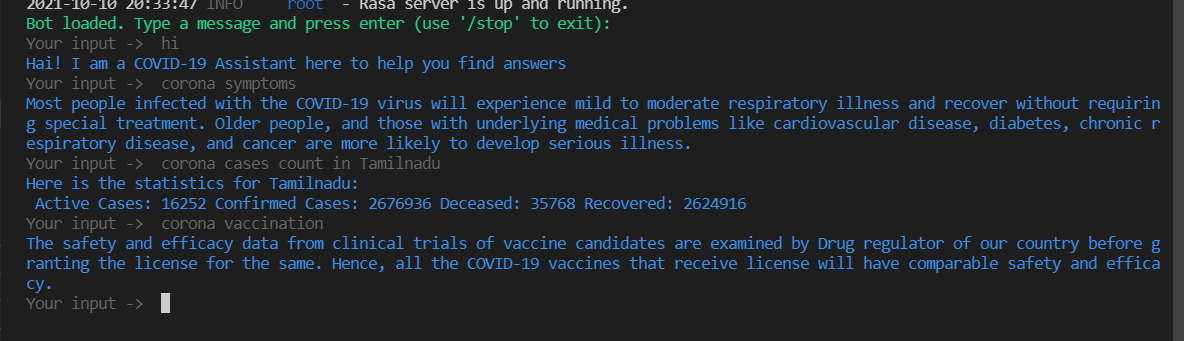 2021-10-10 20:33:47 INFO root - Rasa server is up and running.
Bot loaded. Type a message and press enter (use '/stop' to exit):
Your input -> hi
Hai! I am a COVID-19 Assistant here to help you find answers
Your input -> corona symptoms
Most people infected with the COVID-19 virus will experience mild to moderate respiratory illness and recover without requirin
g special treatment. Older people, and those with underlying medical problems like cardiovascular disease, diabetes, chronic r
espiratory disease, and cancer are more likely to develop serious illness.
Your input -> corona cases count in Tamilnadu
Here is the statistics for Tamilnadu:
Active Cases: 16252 Confirmed Cases: 2676936 Deceased: 35768 Recovered: 2624916
Your input -> corona vaccination
The safety and efficacy data from clinical trials of vaccine candidates are examined by Drug regulator of our country before g
ranting the license for the same. Hence, all the COVID-19 vaccines that receive license will have comparable safety and effica
cy.
Your input ->